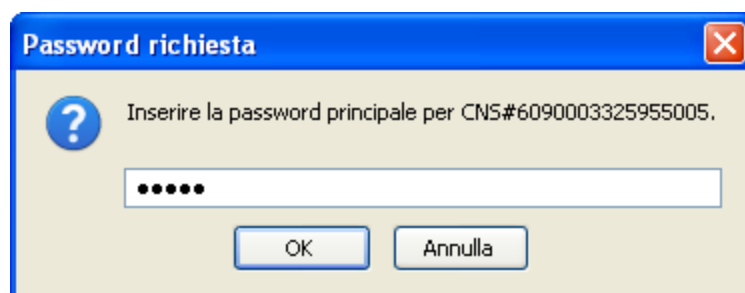 Password richiesta
Inserire la password principale per CNS#6090003325955005.
•••••
OK
Annulla